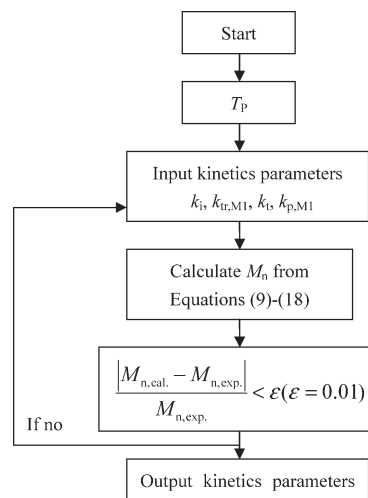 Start
T_P
Input kinetics parameters
k_i, k_tr,M1, k_t, k_p,M1
Calculate M_n from
Equations (9)-(18)
|M_n,cal. − M_n,exp.| / M_n,exp. < ε(ε = 0.01)
If no
Output kinetics parameters